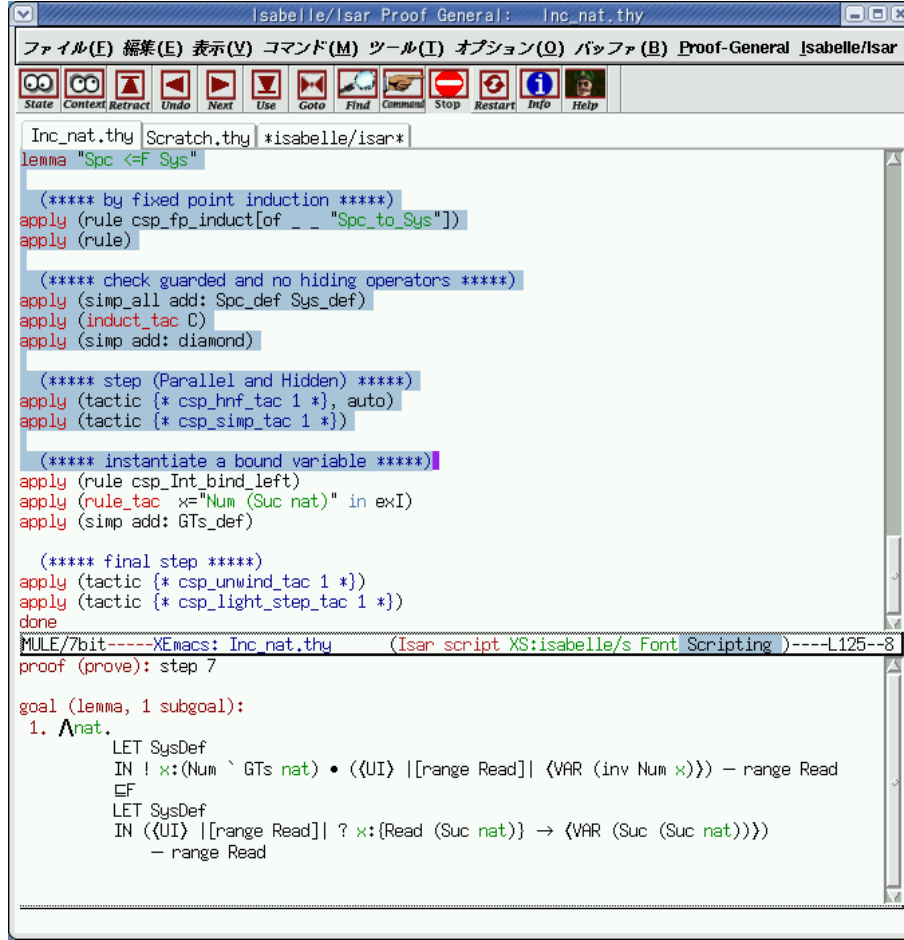 Isabelle/Isar Proof General: Inc_nat.thy
ファイル(F) 編集(E) 表示(V) コマンド(M) ツール(T) オプション(O) バッファ(B) Proof-General Isabelle/Isar
State Context Retract Undo Next Use Goto Find Command Stop Restart Info Help
Inc_nat.thy Scratch.thy *isabelle/isar*
lemma "Spc <=F Sys"
(***** by fixed point induction *****)
apply (rule csp_fp_induct[of _ _ "Spc_to_Sys"])
apply (rule)
(***** check guarded and no hiding operators *****)
apply (simp_all add: Spc_def Sys_def)
apply (induct_tac C)
apply (simp add: diamond)
(***** step (Parallel and Hidden) *****)
apply (tactic {* csp_hnf_tac 1 *}, auto)
apply (tactic {* csp_simp_tac 1 *})
(***** instantiate a bound variable *****)
apply (rule csp_Int_bind_left)
apply (rule_tac x="Num (Suc nat)" in exI)
apply (simp add: GTs_def)
(***** final step *****)
apply (tactic {* csp_unwind_tac 1 *})
apply (tactic {* csp_light_step_tac 1 *})
done
MULE/7bit-----XEmacs: Inc_nat.thy (Isar script XS:isabelle/s Font Scripting )----L125--8
proof (prove): step 7
goal (lemma, 1 subgoal):
1. ⋀nat.
LET SysDef
IN ! x:(Num ` GTs nat) • (⟨UI⟩ |[range Read]| ⟨VAR (inv Num x)⟩) — range Read
⊑F
LET SysDef
IN (⟨UI⟩ |[range Read]| ? x:{Read (Suc nat)} → ⟨VAR (Suc (Suc nat))⟩)
— range Read